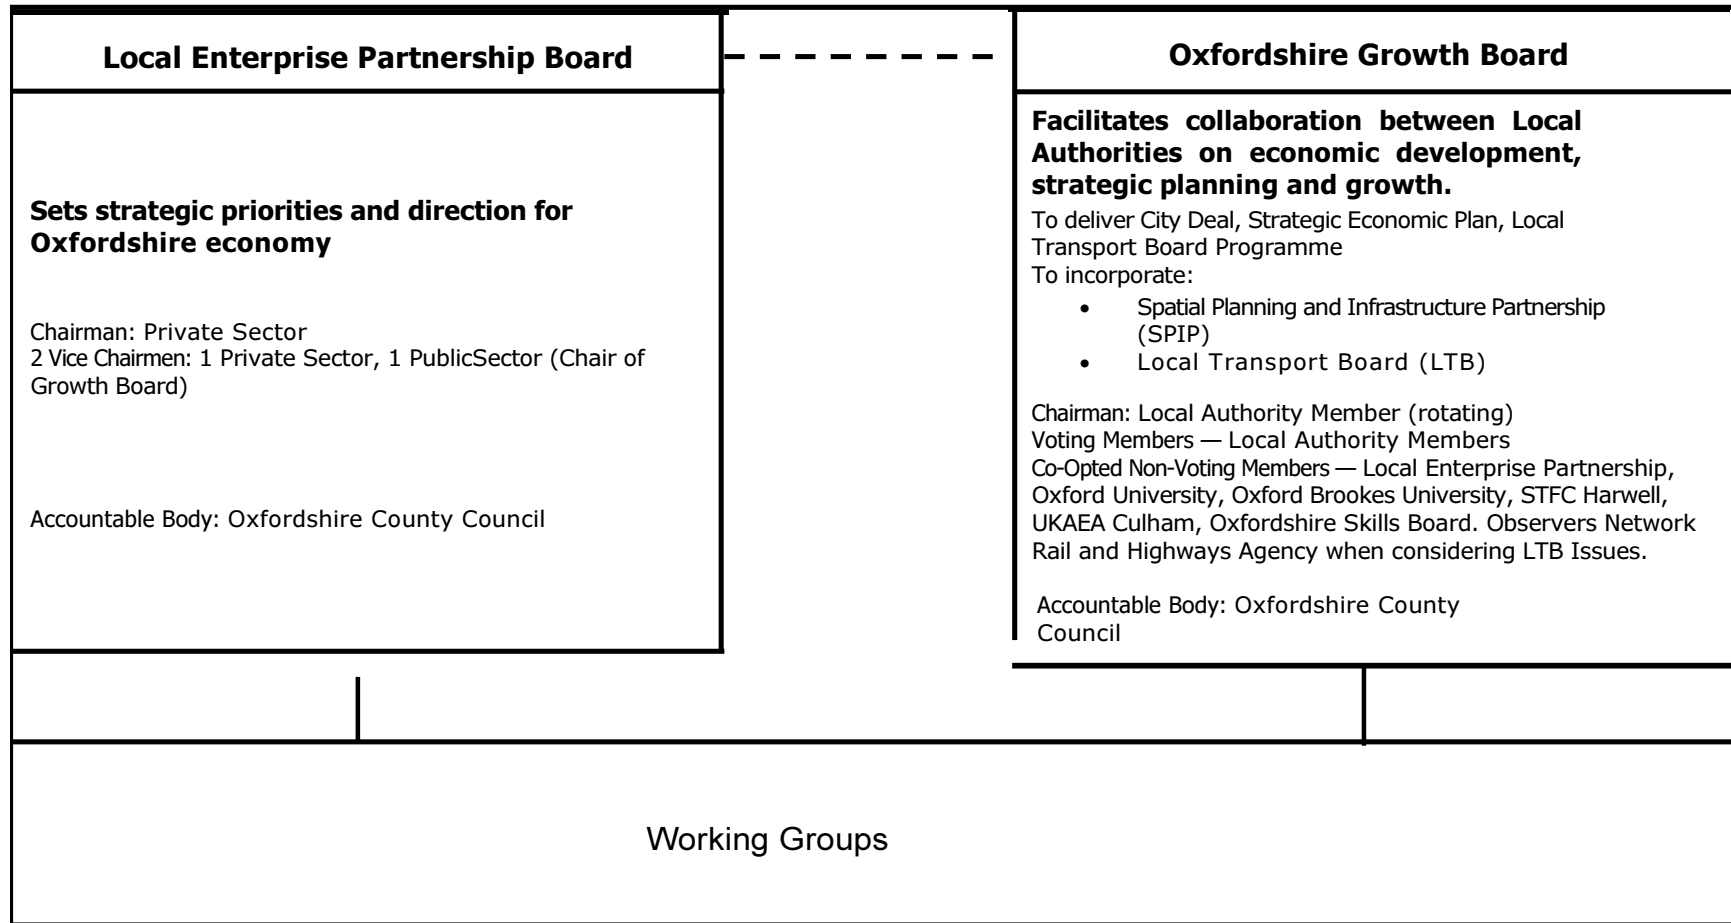 Local Enterprise Partnership Board
Sets strategic priorities and direction for
Oxfordshire economy
Chairman: Private Sector
2 Vice Chairmen: 1 Private Sector, 1 PublicSector (Chair of
Growth Board)
Accountable Body: Oxfordshire County Council
Oxfordshire Growth Board
Facilitates collaboration between Local
Authorities on economic development,
strategic planning and growth.
To deliver City Deal, Strategic Economic Plan, Local
Transport Board Programme
To incorporate:
• Spatial Planning and Infrastructure Partnership
(SPIP)
• Local Transport Board (LTB)
Chairman: Local Authority Member (rotating)
Voting Members — Local Authority Members
Co-Opted Non-Voting Members — Local Enterprise Partnership,
Oxford University, Oxford Brookes University, STFC Harwell,
UKAEA Culham, Oxfordshire Skills Board. Observers Network
Rail and Highways Agency when considering LTB Issues.
Accountable Body: Oxfordshire County
Council
Working Groups